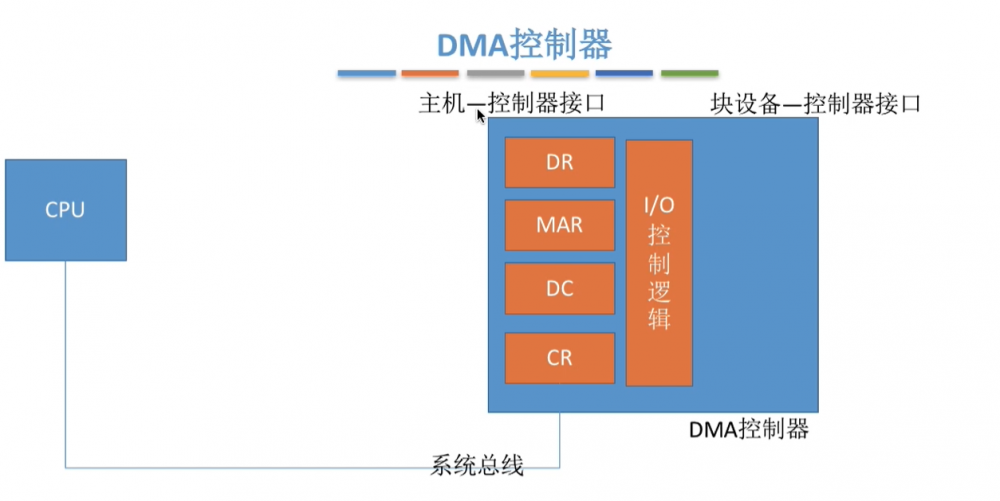 DMA控制器
主机—控制器接口
块设备—控制器接口
CPU
DR
MAR
DC
CR
I/O
控
制
逻
辑
DMA控制器
系统总线